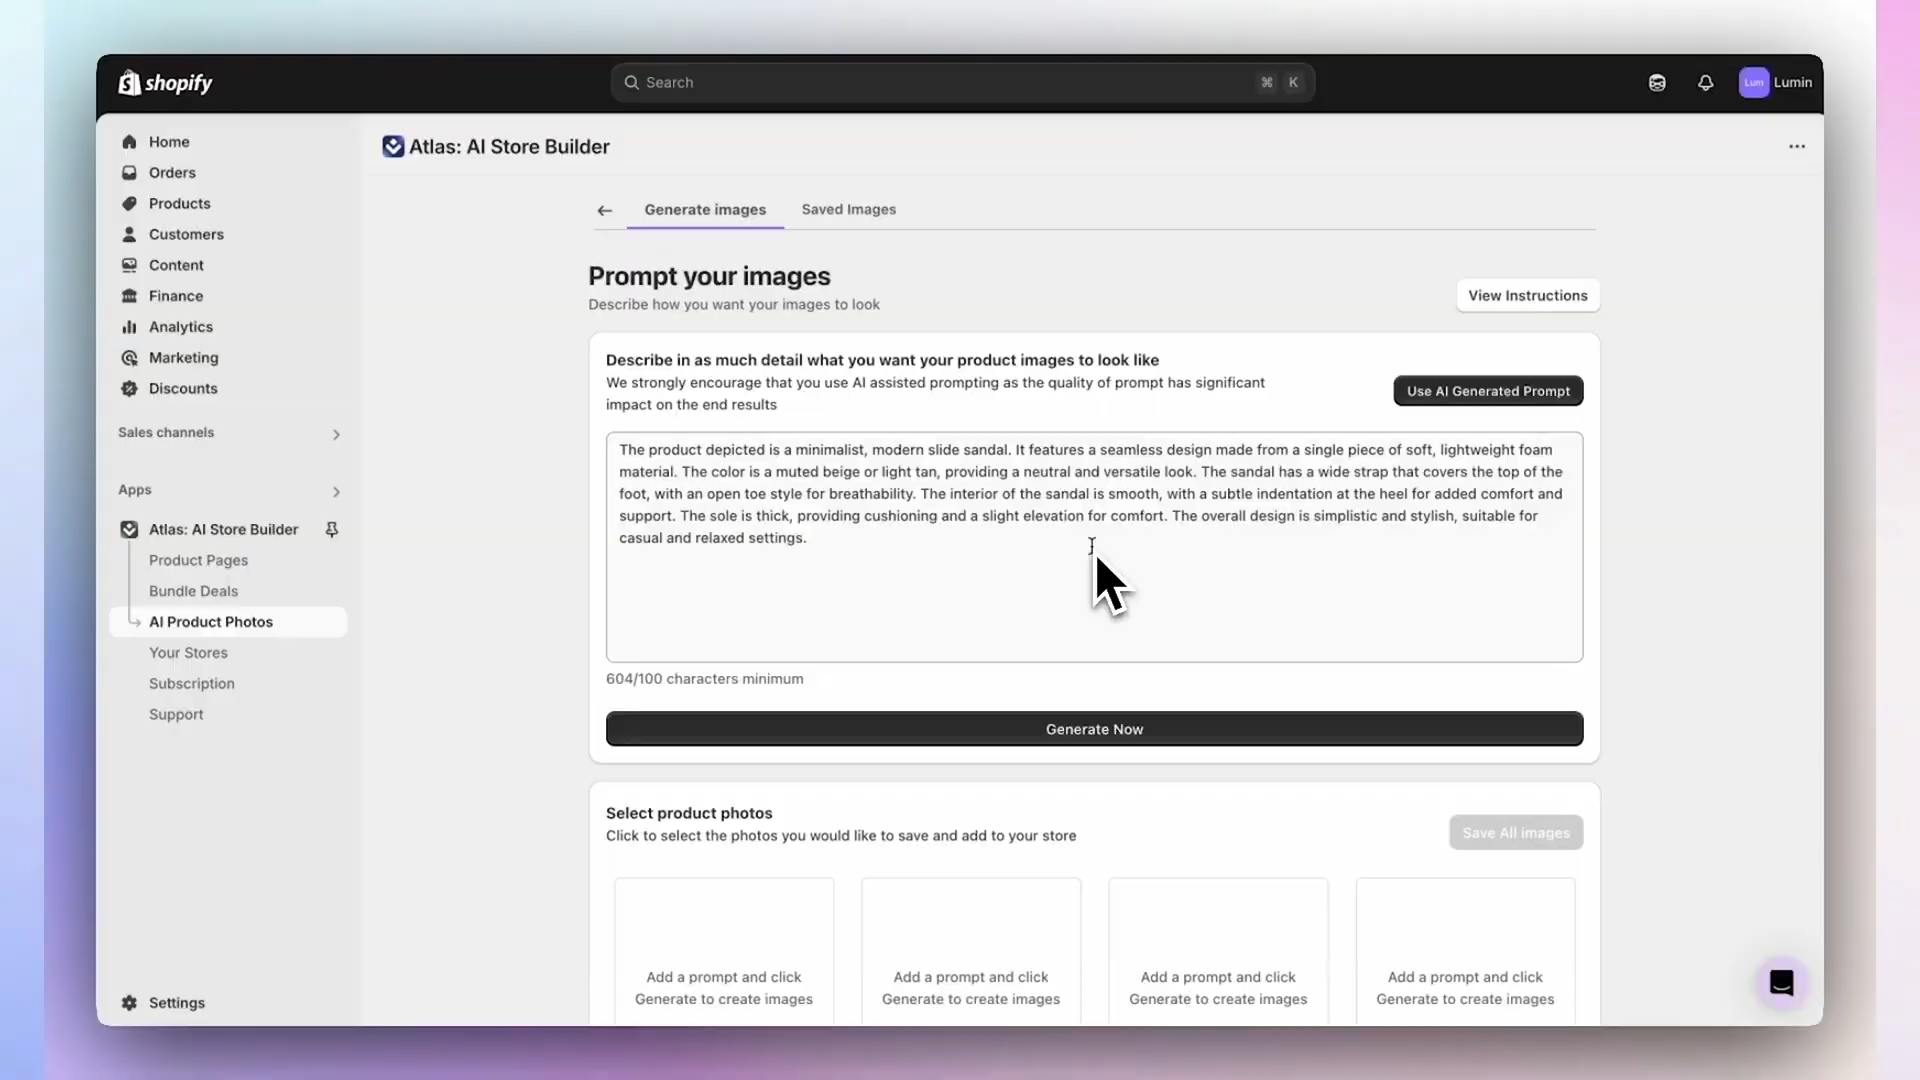 shopify
Search
⌘ K
Lum
Lumin
Home
Orders
Products
Customers
Content
Finance
Analytics
Marketing
Discounts
Sales channels
Apps
Atlas: AI Store Builder
Product Pages
Bundle Deals
AI Product Photos
Your Stores
Subscription
Support
Settings
Atlas: AI Store Builder
Generate images
Saved Images
Prompt your images
Describe how you want your images to look
View Instructions
Describe in as much detail what you want your product images to look like
We strongly encourage that you use AI assisted prompting as the quality of prompt has significant
impact on the end results
Use AI Generated Prompt
The product depicted is a minimalist, modern slide sandal. It features a seamless design made from a single piece of soft, lightweight foam
material. The color is a muted beige or light tan, providing a neutral and versatile look. The sandal has a wide strap that covers the top of the
foot, with an open toe style for breathability. The interior of the sandal is smooth, with a subtle indentation at the heel for added comfort and
support. The sole is thick, providing cushioning and a slight elevation for comfort. The overall design is simplistic and stylish, suitable for
casual and relaxed settings.
604/100 characters minimum
Generate Now
Select product photos
Click to select the photos you would like to save and add to your store
Save All images
Add a prompt and click
Generate to create images
Add a prompt and click
Generate to create images
Add a prompt and click
Generate to create images
Add a prompt and click
Generate to create images